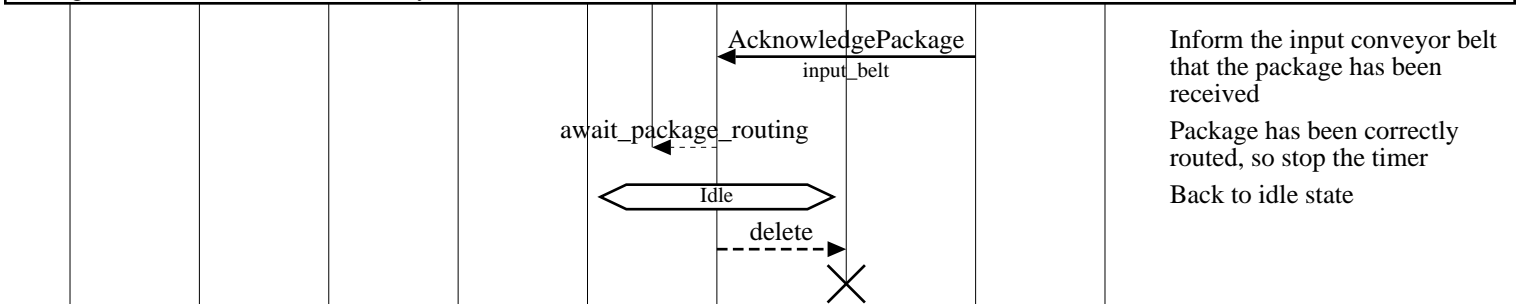 AcknowledgePackage
input_belt
Inform the input conveyor belt
that the package has been
received
await_package_routing
Package has been correctly
routed, so stop the timer
Idle
Back to idle state
delete